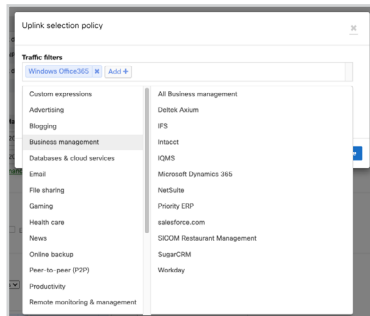 Uplink selection policy
×
Traffic filters
Windows Office365 × Add +
Custom expressions
Advertising
Blogging
Business management
Databases & cloud services
Email
File sharing
Gaming
Health care
News
Online backup
Peer-to-peer (P2P)
Productivity
Remote monitoring & management
All Business management
Deltek Axium
IFS
Intacct
IQMS
Microsoft Dynamics 365
NetSuite
Priority ERP
salesforce.com
SICOM Restaurant Management
SugarCRM
Workday